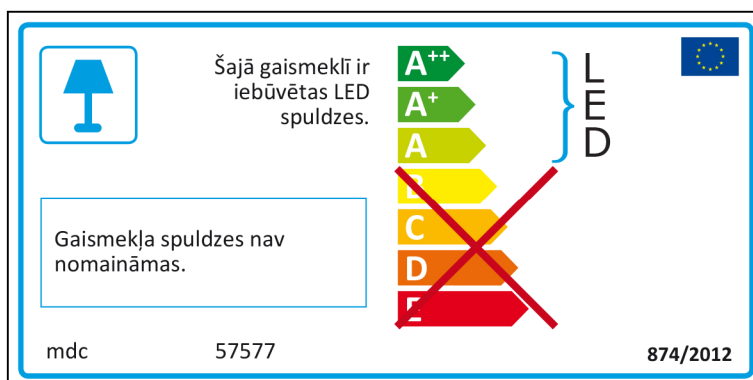 Šajā gaismeklī ir
iebūvētas LED
spuldzes.
A++
A+
A
B
C
D
E
L
E
D
Gaismekļa spuldzes nav
nomaināmas.
mdc 57577 874/2012